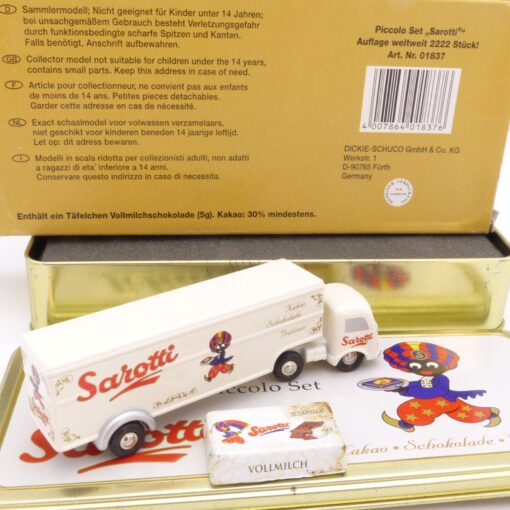 D Sammlermodell; Nicht geeignet für Kinder unter 14 Jahren;
bei unsachgemäßem Gebrauch besteht Verletzungsgefahr
durch funktionsbedingte scharfe Spitzen und Kanten.
Falls benötigt, Anschrift aufbewahren.
GB Collector model not suitable for children under the 14 years,
contains small parts. Keep this address in case of need.
F Article pour collectionneur, ne convient pas aux enfants
de moins de 14 ans. Petites pieces detachables.
Garder cette adresse en cas de nécessité.
NL Exact schaalmodel voor volwassen verzamelaars,
niet geschikt voor kinderen beneden 14 jaarige leftijd.
Let op: dit adress bewaren.
I Modelli in scala ridotta per collezionisti adulti, non adatti
a ragazzi di eta' inferiore a 14 anni.
Conservare questo indirizzo in caso di necessita.
Enthält ein Täfelchen Vollmilchschokolade (5g). Kakao: 30% mindestens.
Piccolo Set „Sarotti®"
Auflage weltweit 2222 Stück!
Art. Nr. 01837
4 007864 018376
DICKIE-SCHUCO GmbH & Co. KG
Werkstr. 1
D-90765 Fürth
Germany
Sarotti
Kakao
Schokolade
Pralinen
Piccolo Set
Sarotti
Kakao • Schokolade •
VOLLMILCH
Sarotti
VOLLMILCH